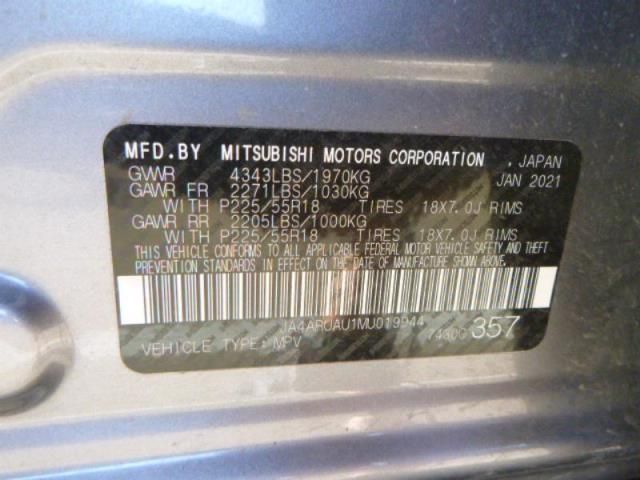 MFD.BY MITSUBISHI MOTORS CORPORATION . JAPAN
GVWR 4343LBS/1970KG JAN 2021
GAWR FR 2271LBS/1030KG
WITH P225/55R18 TIRES 18X7.0J RIMS
GAWR RR 2205LBS/1000KG
WITH P225/55R18 TIRES 18X7.0J RIMS
THIS VEHICLE CONFORMS TO ALL APPLICABLE FEDERAL MOTOR VEHICLE SAFETY AND THEFT
PREVENTION STANDARDS IN EFFECT ON THE DATE OF MANUFACTURE SHOWN ABOVE.
JA4ARUAU1MU019944
VEHICLE TYPE: MPV 74300 357